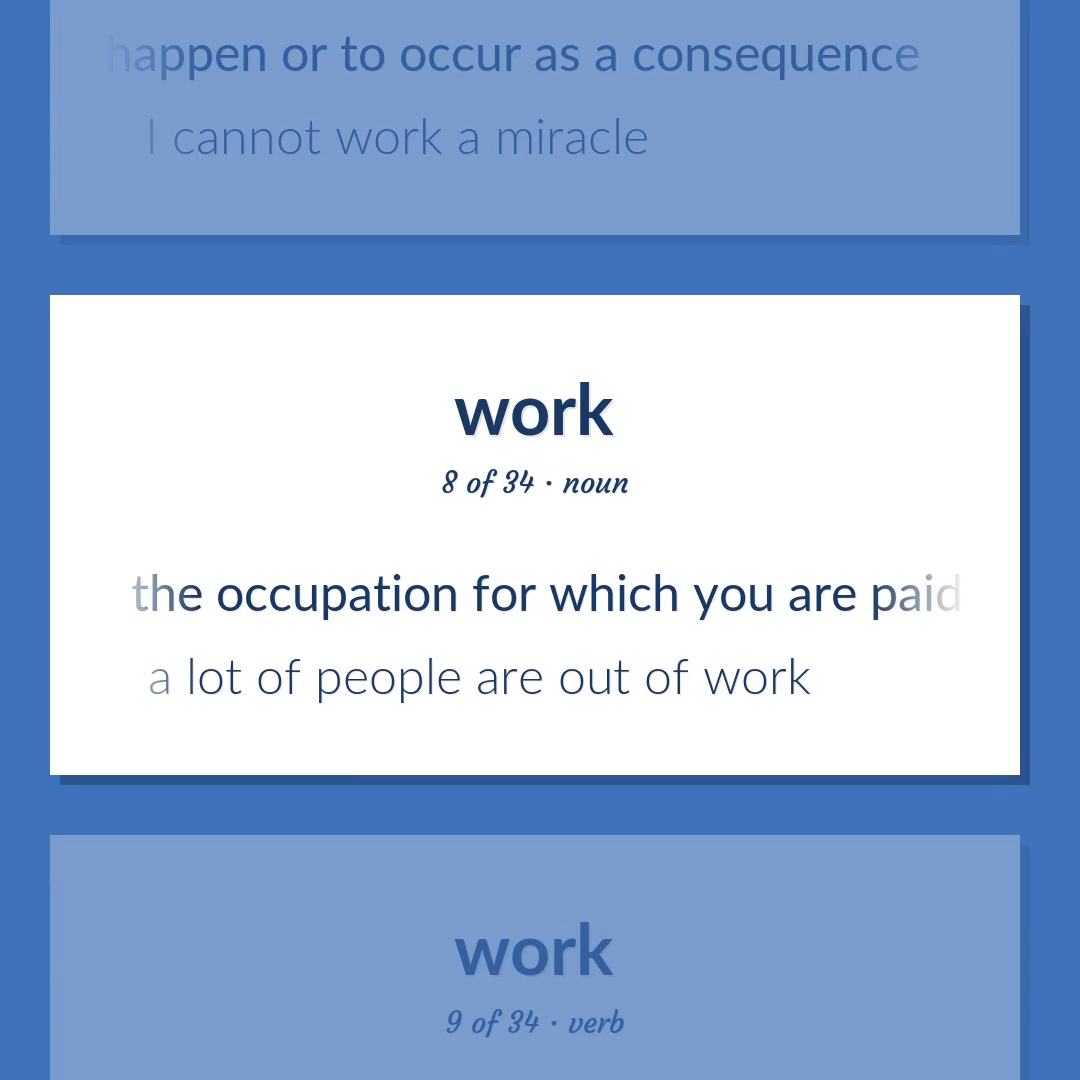 happen or to occur as a consequence
I cannot work a miracle
work
8 of 34 · noun
the occupation for which you are paid
a lot of people are out of work
work
9 of 34 · verb